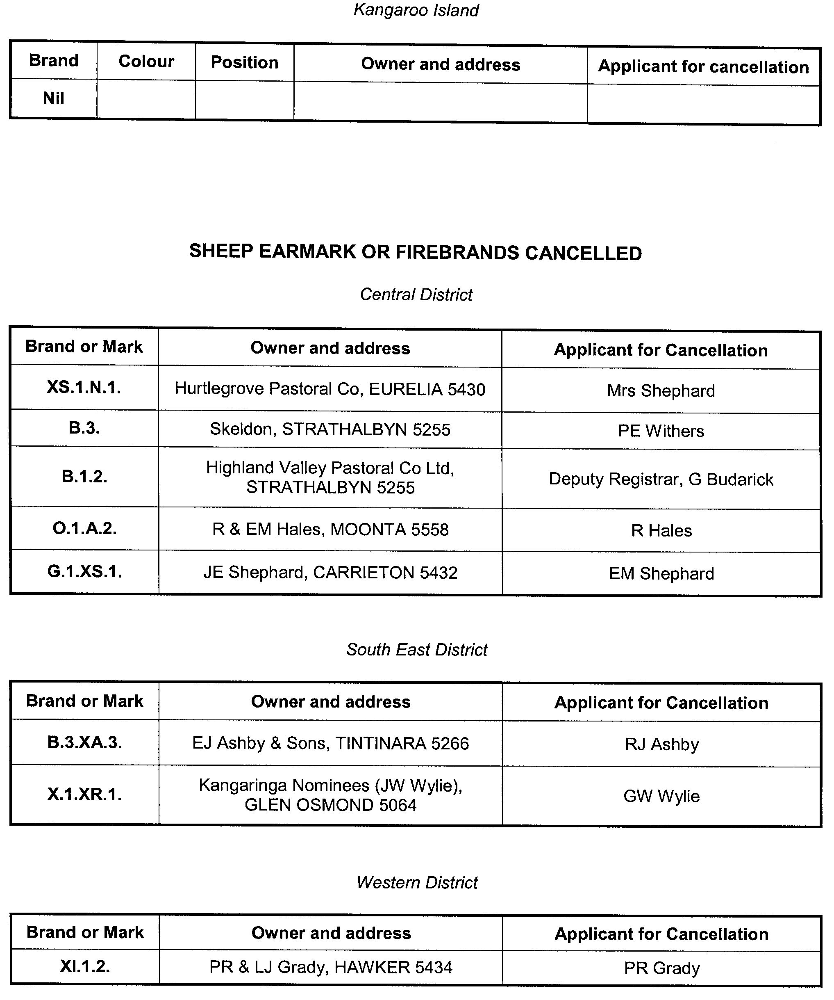 Kangaroo Island
Brand Colour Position Owner and address Applicant for cancellation
Nil
SHEEP EARMARK OR FIREBRANDS CANCELLED
Central District
Brand or Mark Owner and address Applicant for Cancellation
XS.1.N.1. Hurtlegrove Pastoral Co, EURELIA 5430 Mrs Shephard
B.3. Skeldon, STRATHALBYN 5255 PE Withers
B.1.2. Highland Valley Pastoral Co Ltd,
STRATHALBYN 5255 Deputy Registrar, G Budarick
O.1.A.2. R & EM Hales, MOONTA 5558 R Hales
G.1.XS.1. JE Shephard, CARRIETON 5432 EM Shephard
South East District
Brand or Mark Owner and address Applicant for Cancellation
B.3.XA.3. EJ Ashby & Sons, TINTINARA 5266 RJ Ashby
X.1.XR.1. Kangaringa Nominees (JW Wylie),
GLEN OSMOND 5064 GW Wylie
Western District
Brand or Mark Owner and address Applicant for Cancellation
XI.1.2. PR & LJ Grady, HAWKER 5434 PR Grady